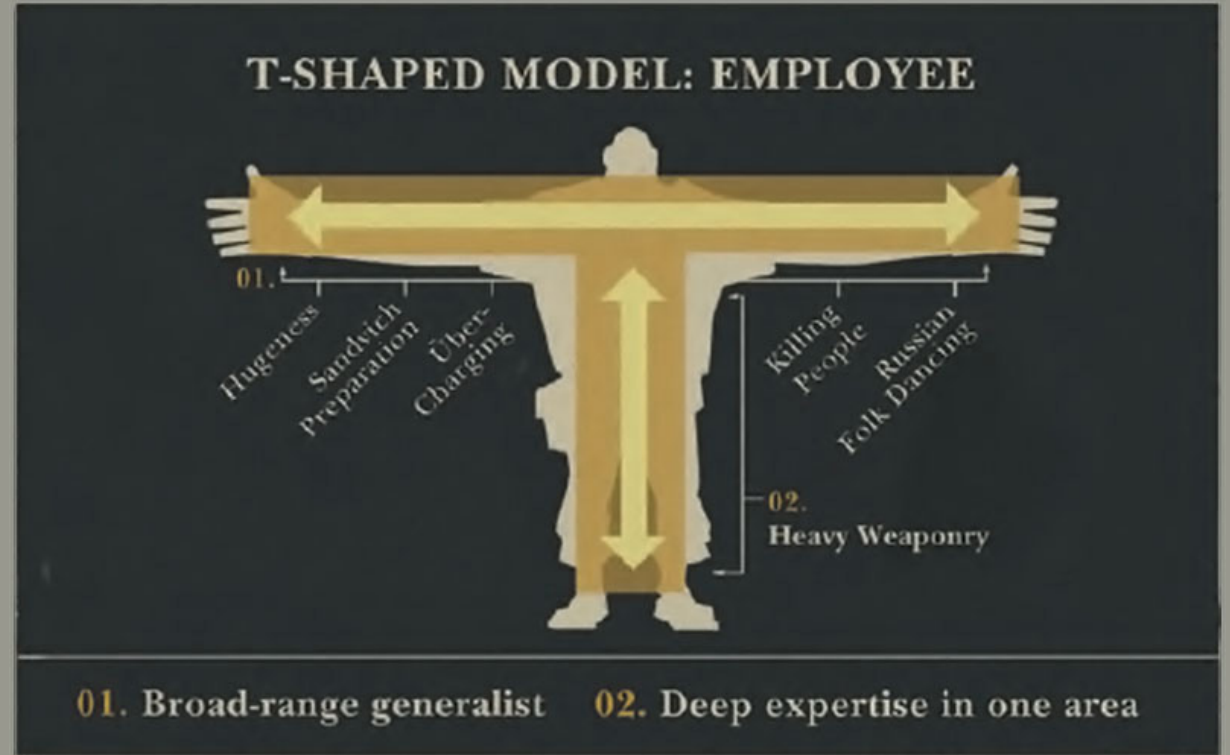 T-SHAPED MODEL: EMPLOYEE
01.
Hugeness
Sandvich
Preparation
Über-
Charging
Killing
People
Russian
Folk Dancing
02.
Heavy Weaponry
01. Broad-range generalist
02. Deep expertise in one area